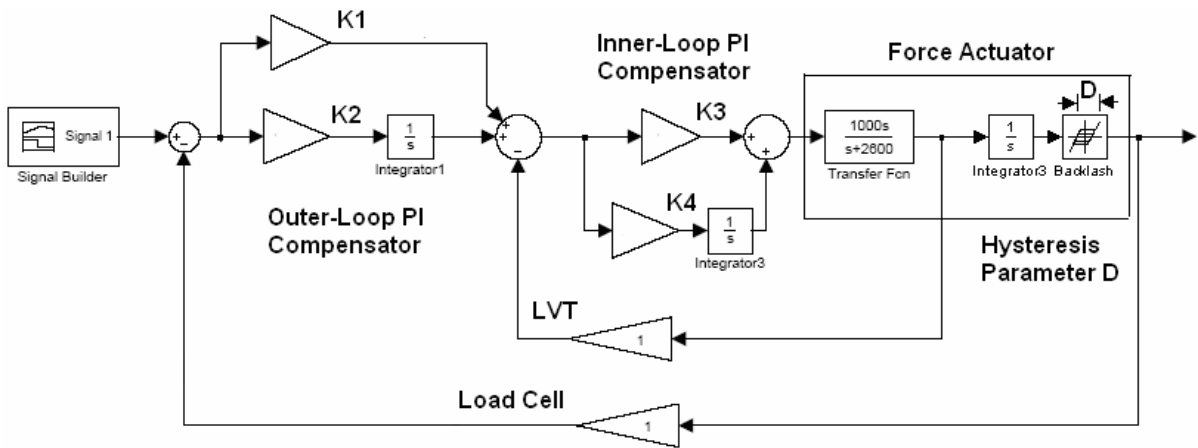 K1
Inner-Loop PI
Compensator
Force Actuator
Signal 1
Signal Builder
K2
1
s
Integrator1
K3
1000s
s+2600
Transfer Fcn
1
s
Integrator3
D
Backlash
Outer-Loop PI
Compensator
K4
1
s
Integrator3
Hysteresis
Parameter D
LVT
1
Load Cell
1